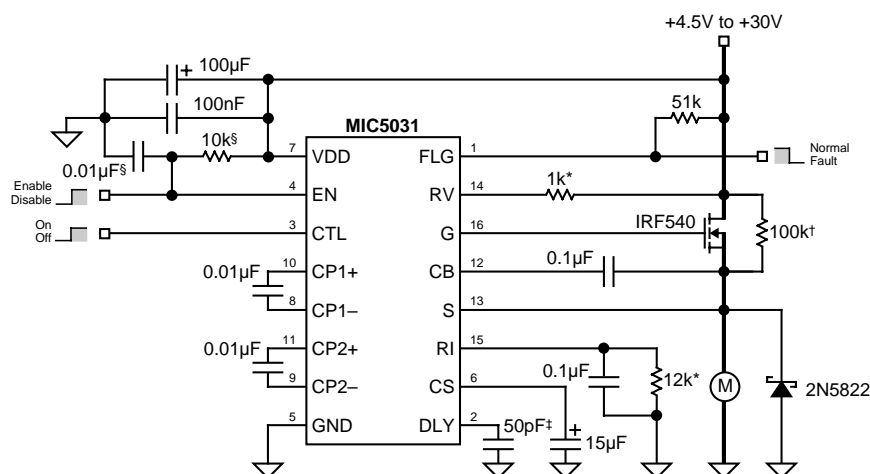 +4.5V to +30V
+
100µF
100nF
51k
MIC5031
10k§
7
VDD
FLG
1
Normal
Fault
0.01µF§
1k*
Enable
Disable
4
EN
RV
14
IRF540
On
Off
3
CTL
G
16
100k†
0.1µF
0.01µF
10
CP1+
CB
12
8
CP1–
S
13
0.01µF
11
CP2+
RI
15
0.1µF
12k*
M
2N5822
9
CP2–
CS
6
5
GND
DLY
2
50pF‡
+
15µF